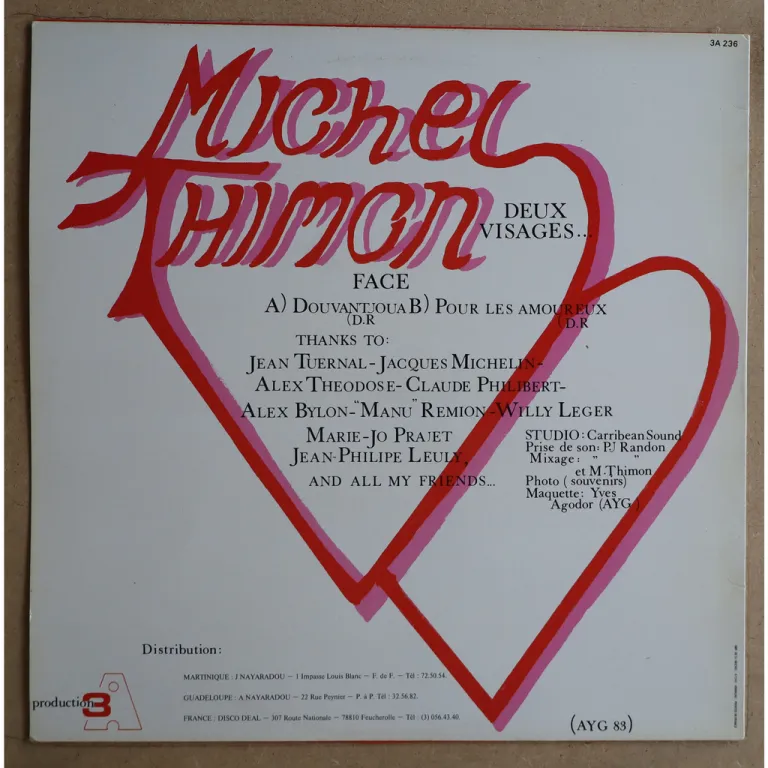 3A 236
Michel
Thimon
DEUX
VISAGES...
FACE
A) DOUVANTJOUA B) POUR LES AMOUREUX
(D.R (D.R
THANKS TO:
JEAN TUERNAL-JACQUES MICHELIN-
ALEX THEODOSE-CLAUDE PHILIBERT-
ALEX BYLON-"MANU" REMION-WILLY LEGER
MARIE-JO PRAJET
JEAN-PHILIPE LEULY,
AND ALL MY FRIENDS...
STUDIO: Carribean Sound
Prise de son: P.J Randon
Mixage: " "
et M.Thimon
Photo ( souvenirs)
Maquette: Yves
Agodor (AYG )
Distribution:
MARTINIQUE : J NAYARADOU – 1 Impasse Louis Blanc – F. de F. – Tél : 72.50.54.
GUADELOUPE : A NAYARADOU – 22 Rue Peynier – P. à P. Tél : 32.56.82.
FRANCE : DISCO DEAL – 307 Route Nationale – 78810 Feucherolle – Tél : (3) 056.43.40.
production 3A
(AYG 83)